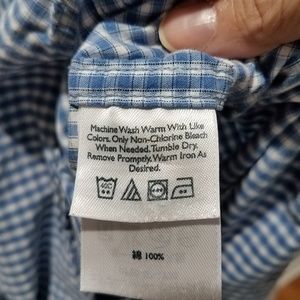 Machine Wash Warm With Like
Colors. Only Non-Chlorine Bleach
When Needed. Tumble Dry.
Remove Promptly. Warm Iron As
Desired.
綿 100%